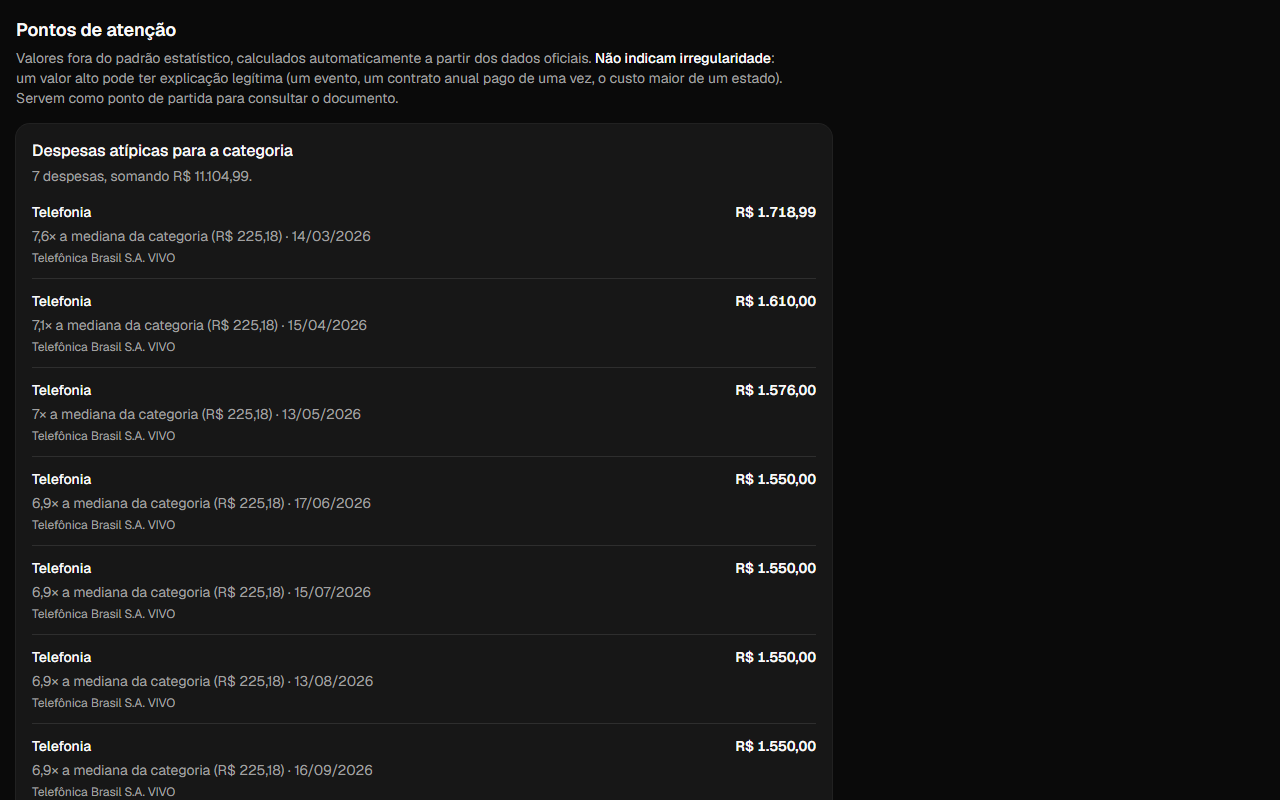 Pontos de atenção
Valores fora do padrão estatístico, calculados automaticamente a partir dos dados oficiais. Não indicam irregularidade:
um valor alto pode ter explicação legítima (um evento, um contrato anual pago de uma vez, o custo maior de um estado).
Servem como ponto de partida para consultar o documento.
Despesas atípicas para a categoria
7 despesas, somando R$ 11.104,99.
Telefonia R$ 1.718,99
7,6× a mediana da categoria (R$ 225,18) · 14/03/2026
Telefônica Brasil S.A. VIVO
Telefonia R$ 1.610,00
7,1× a mediana da categoria (R$ 225,18) · 15/04/2026
Telefônica Brasil S.A. VIVO
Telefonia R$ 1.576,00
7× a mediana da categoria (R$ 225,18) · 13/05/2026
Telefônica Brasil S.A. VIVO
Telefonia R$ 1.550,00
6,9× a mediana da categoria (R$ 225,18) · 17/06/2026
Telefônica Brasil S.A. VIVO
Telefonia R$ 1.550,00
6,9× a mediana da categoria (R$ 225,18) · 15/07/2026
Telefônica Brasil S.A. VIVO
Telefonia R$ 1.550,00
6,9× a mediana da categoria (R$ 225,18) · 13/08/2026
Telefônica Brasil S.A. VIVO
Telefonia R$ 1.550,00
6,9× a mediana da categoria (R$ 225,18) · 16/09/2026
Telefônica Brasil S.A. VIVO